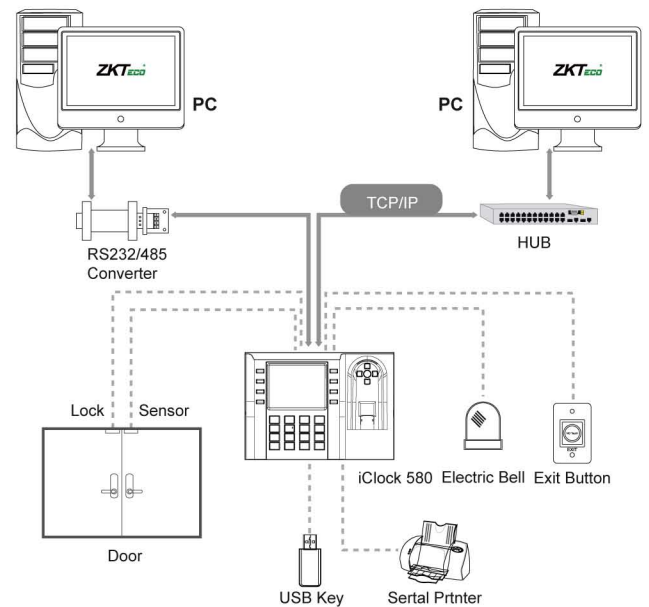 ZKTECO
ZKTECO
PC
PC
TCP/IP
HUB
RS232/485
Converter
Lock
Sensor
iClock 580
Electric Bell
Exit Button
EXIT
Door
USB Key
Sertal Prtnter